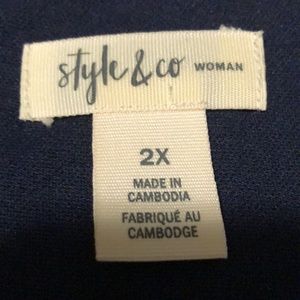 style & co WOMAN
2X
MADE IN
CAMBODIA
FABRIQUÉ AU
CAMBODGE